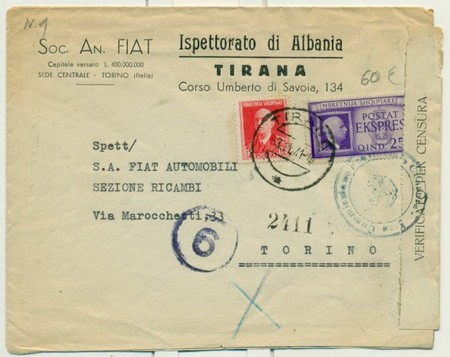 N. 9
Soc. An. FIAT
Capitale versato L. 400.000.000
SEDE CENTRALE - TORINO (Italia)
Ispettorato di Albania
TIRANA
Corso Umberto di Savoia, 134
60 €
MBRETNIJA SHQIPTARE
POSTAT
EKSPRES
QIND. 25
TIRANA
Spett/
S.A. FIAT AUTOMOBILI
SEZIONE RICAMBI
Via Marocchetti, 33
2411
TORINO
6
VERIFICATO PER CENSURA